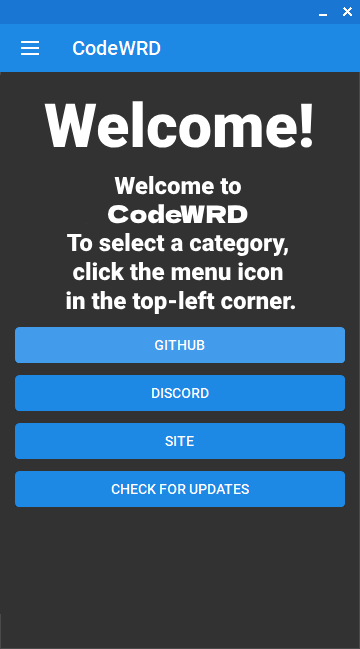 CodeWRD
Welcome!
Welcome to
CodeWRD
To select a category,
click the menu icon
in the top-left corner.
GITHUB
DISCORD
SITE
CHECK FOR UPDATES